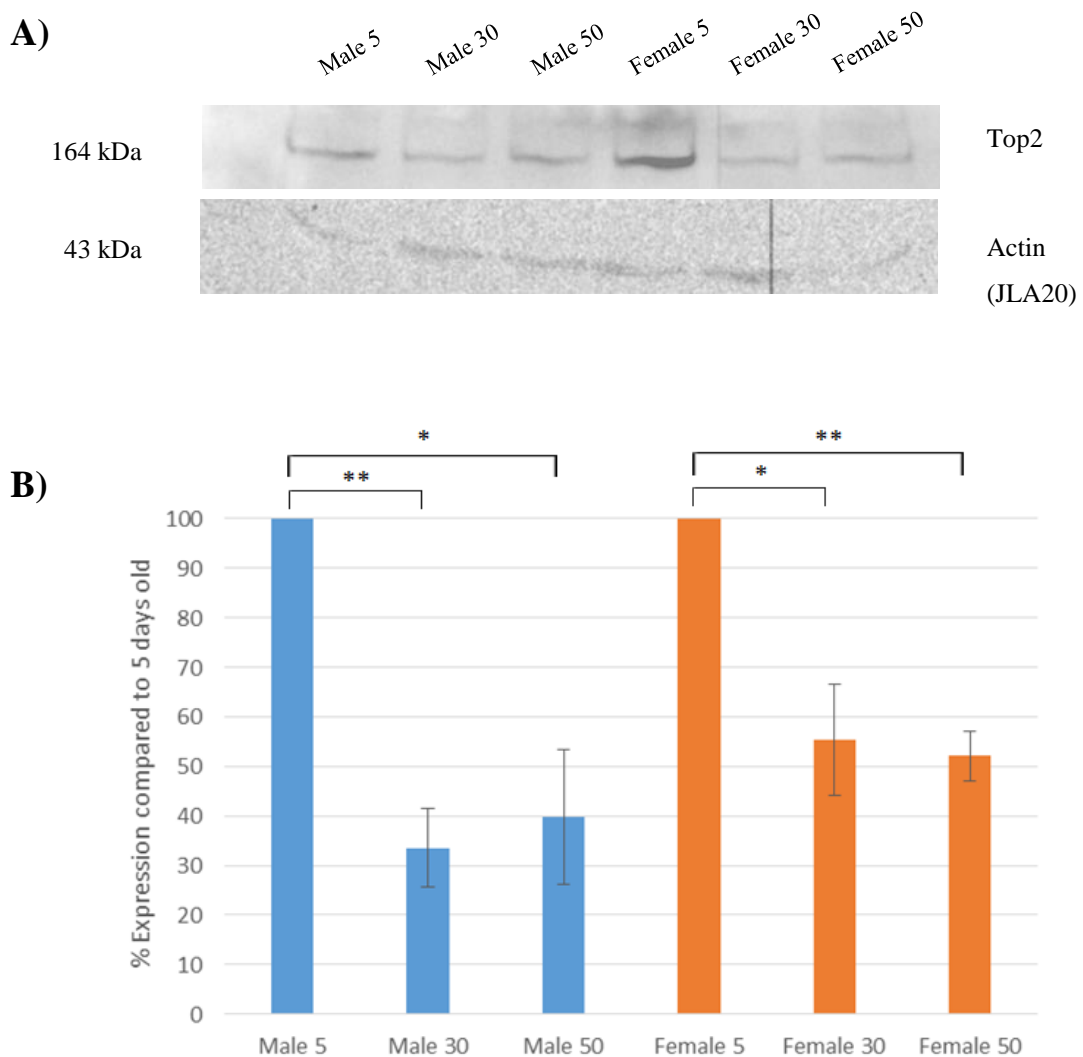 A)
Male 5 Male 30 Male 50 Female 5 Female 30 Female 50
164 kDa
Top2
43 kDa
Actin
(JLA20)
B)
* **
** *
% Expression compared to 5 days old
100
90
80
70
60
50
40
30
20
10
0
Male 5 Male 30 Male 50 Female 5 Female 30 Female 50